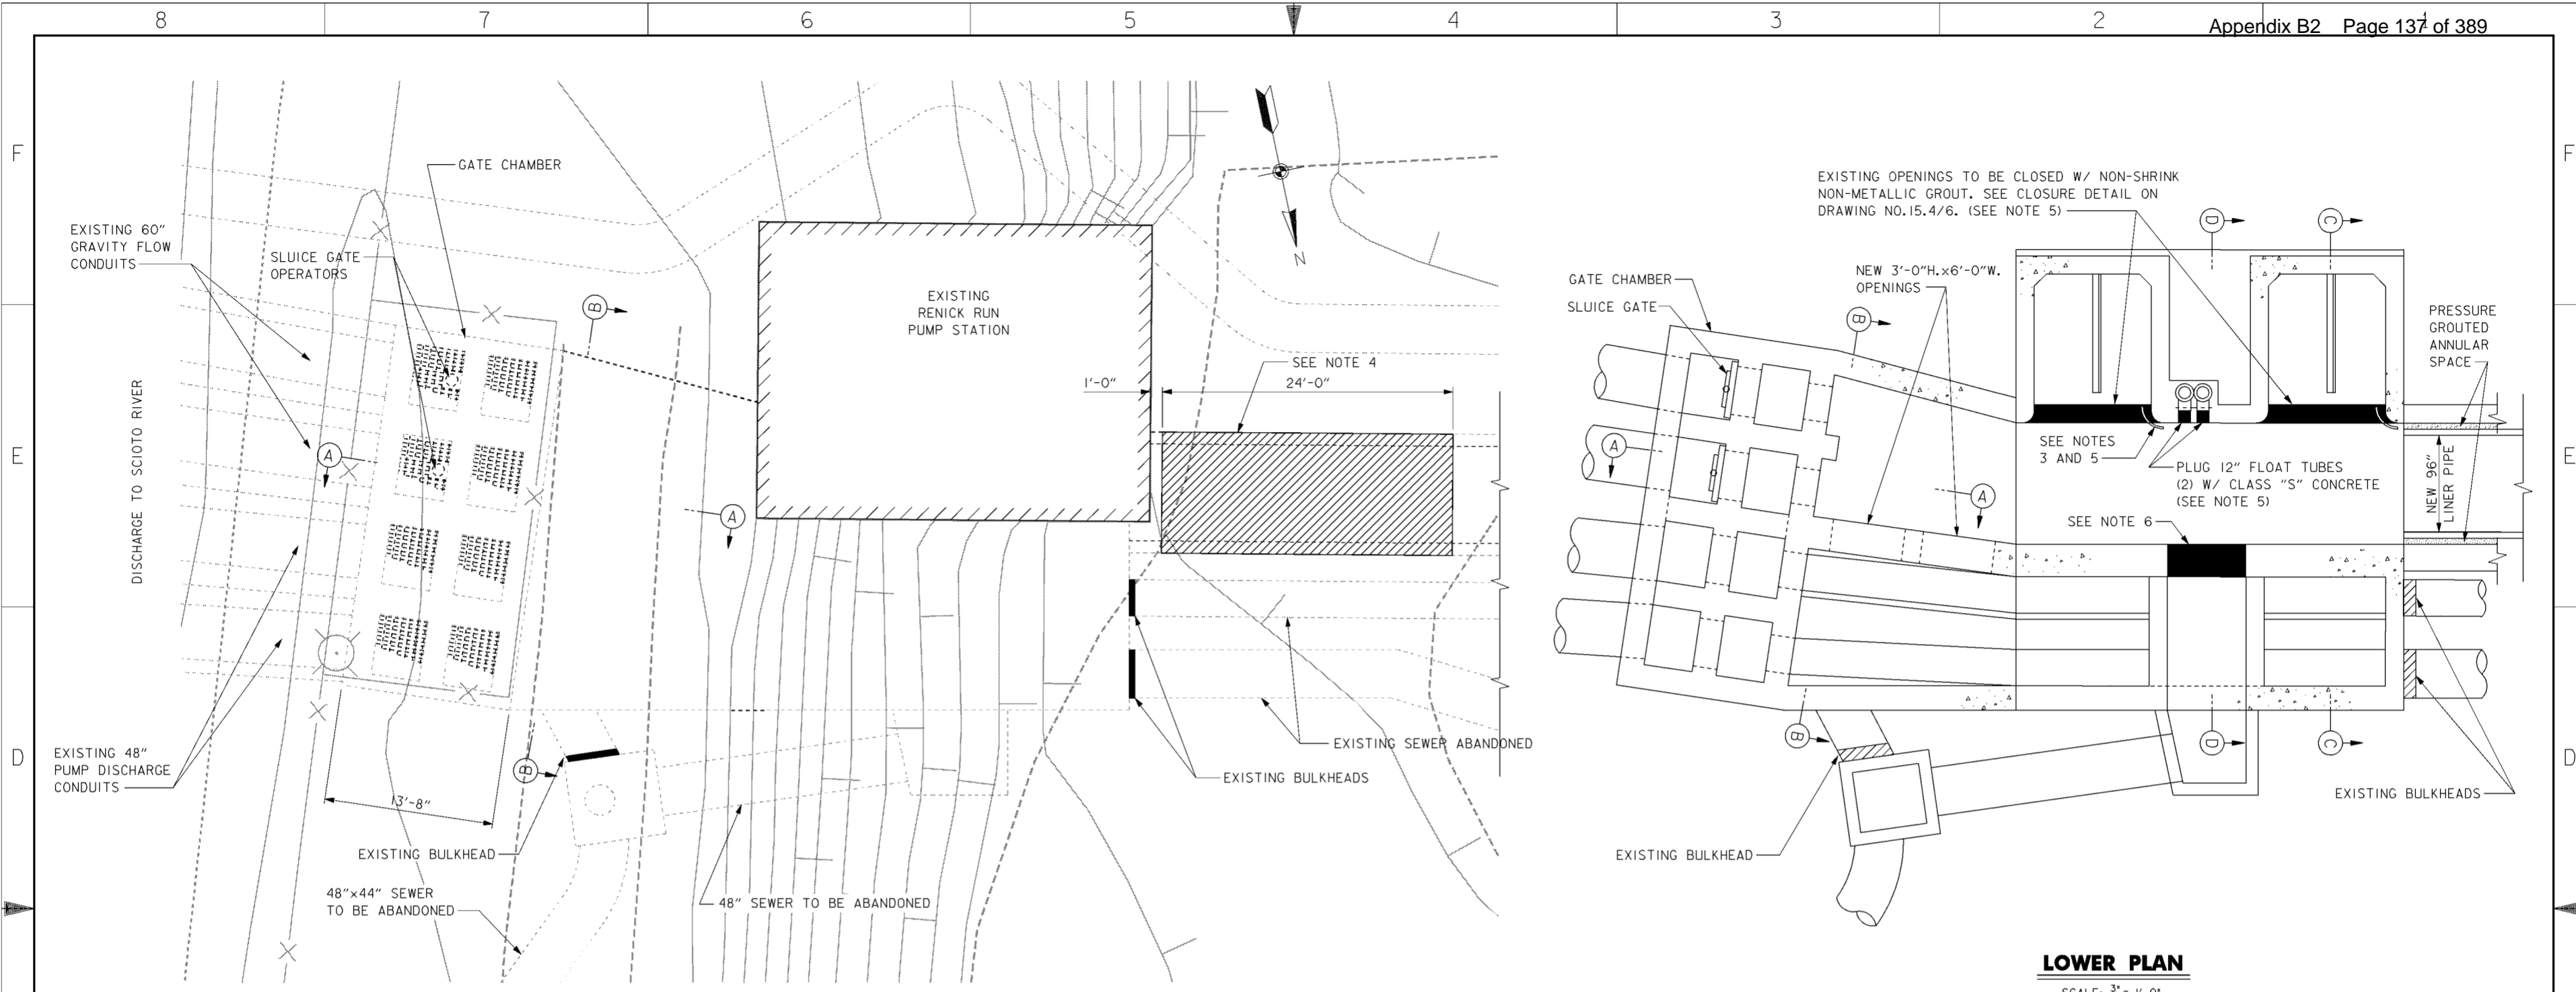 8
7
6
5
4
3
2
1
Appendix B2 Page 137 of 389
F
F
E
E
D
D
GATE CHAMBER
EXISTING 60"
GRAVITY FLOW
CONDUITS
SLUICE GATE
OPERATORS
B
EXISTING
RENICK RUN
PUMP STATION
N
SEE NOTE 4
1'-0"
24'-0"
DISCHARGE TO SCIOTO RIVER
A
A
EXISTING 48"
PUMP DISCHARGE
CONDUITS
13'-8"
B
EXISTING BULKHEAD
48"x44" SEWER
TO BE ABANDONED
48" SEWER TO BE ABANDONED
EXISTING SEWER ABANDONED
EXISTING BULKHEADS
EXISTING OPENINGS TO BE CLOSED W/ NON-SHRINK
NON-METALLIC GROUT. SEE CLOSURE DETAIL ON
DRAWING NO.15.4/6. (SEE NOTE 5)
D
C
GATE CHAMBER
SLUICE GATE
NEW 3'-0"H.x6'-0"W.
OPENINGS
B
PRESSURE
GROUTED
ANNULAR
SPACE
A
A
SEE NOTES
3 AND 5
PLUG 12" FLOAT TUBES
(2) W/ CLASS "S" CONCRETE
(SEE NOTE 5)
NEW 96"
LINER PIPE
SEE NOTE 6
B
D
C
EXISTING BULKHEADS
EXISTING BULKHEAD
LOWER PLAN